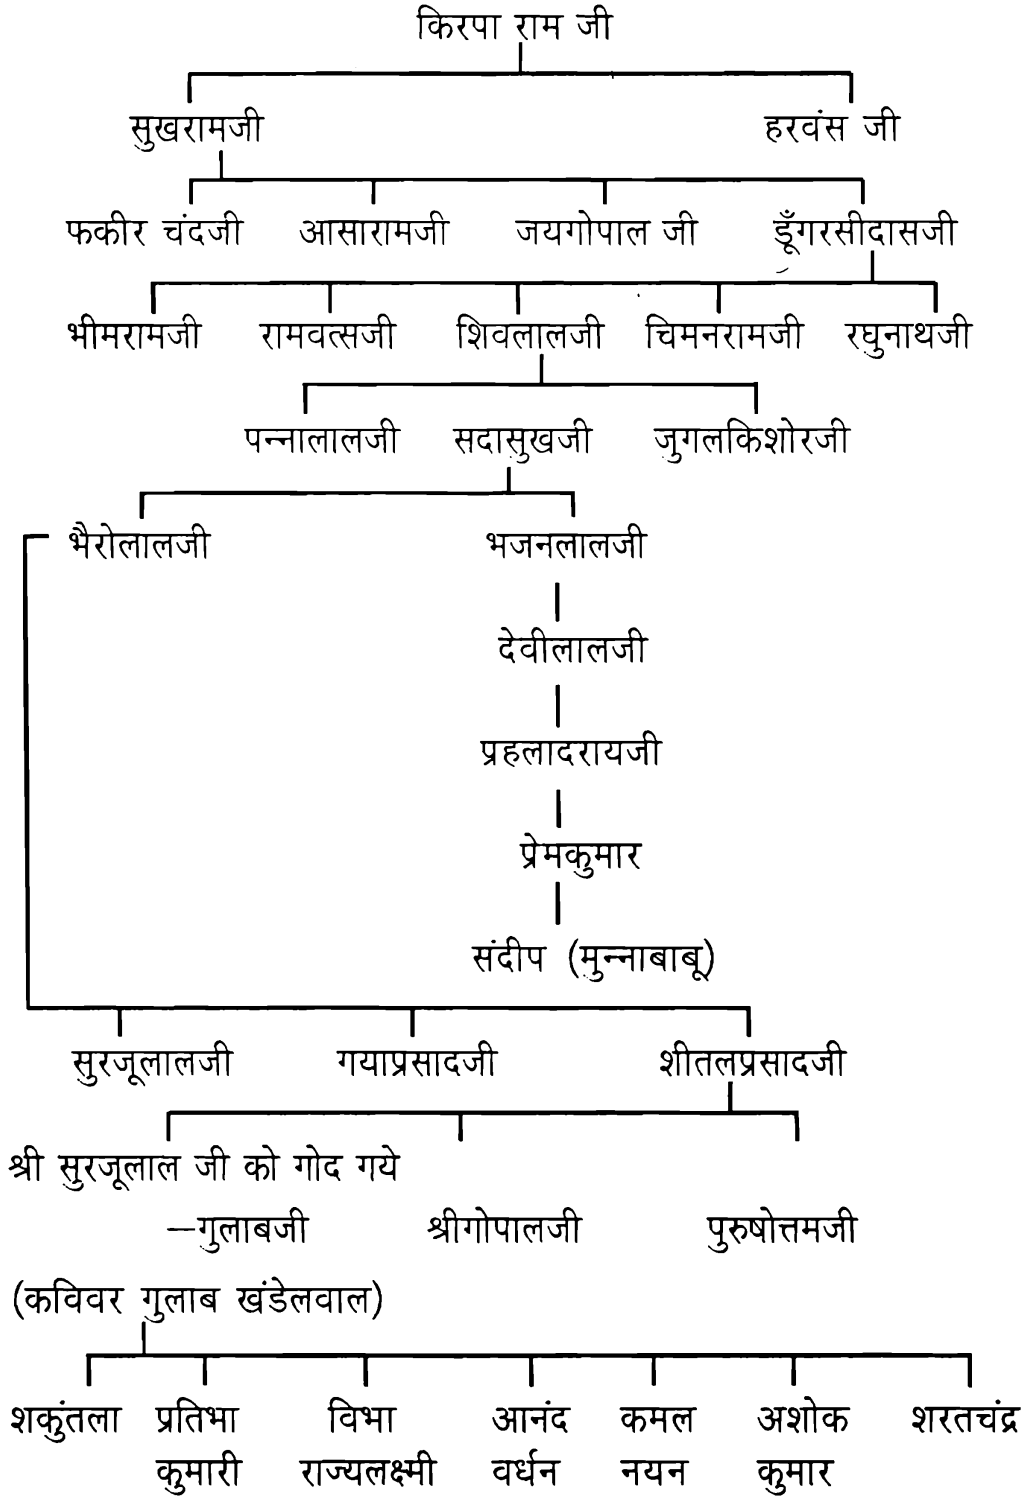 किरपा राम जी
सुखरामजी हरवंस जी
फकीर चंदजी आसारामजी जयगोपाल जी डूँगरसीदासजी
भीमरामजी रामवत्सजी शिवलालजी चिमनरामजी रघुनाथजी
पन्नालालजी सदासुखजी जुगलकिशोरजी
भैरोलालजी भजनलालजी
देवीलालजी
प्रहलादरायजी
प्रेमकुमार
संदीप (मुन्नाबाबू)
सुरजूलालजी गयाप्रसादजी शीतलप्रसादजी
श्री सुरजूलाल जी को गोद गये
—गुलाबजी श्रीगोपालजी पुरुषोत्तमजी
(कविवर गुलाब खंडेलवाल)
शकुंतला प्रतिभा विभा आनंद कमल अशोक शरतचंद्र
कुमारी राज्यलक्ष्मी वर्धन नयन कुमार